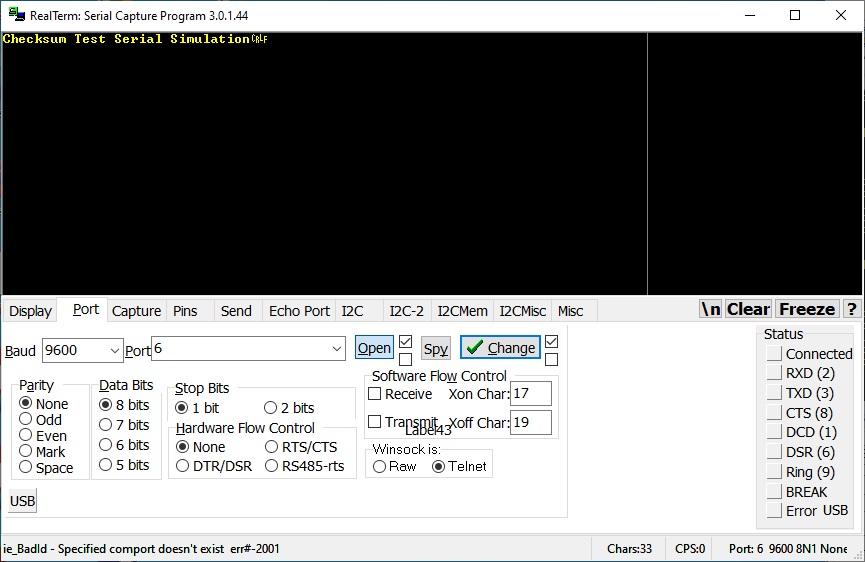 RealTerm: Serial Capture Program 3.0.1.44
Checksum Test Serial SimulationCRLF
Display Port Capture Pins Send Echo Port I2C I2C-2 I2CMem I2CMisc Misc \n Clear Freeze ?
Baud 9600 Port 6 Open Spy Change
Parity
None
Odd
Even
Mark
Space
Data Bits
8 bits
7 bits
6 bits
5 bits
Stop Bits
1 bit 2 bits
Hardware Flow Control
None RTS/CTS
DTR/DSR RS485-rts
Software Flow Control
Receive Xon Char: 17
Transmit Xoff Char: 19
Label43
Winsock is:
Raw Telnet
USB
Status
Connected
RXD (2)
TXD (3)
CTS (8)
DCD (1)
DSR (6)
Ring (9)
BREAK
Error USB
ie_BadId - Specified comport doesn't exist err#-2001 Chars:33 CPS:0 Port: 6 9600 8N1 None